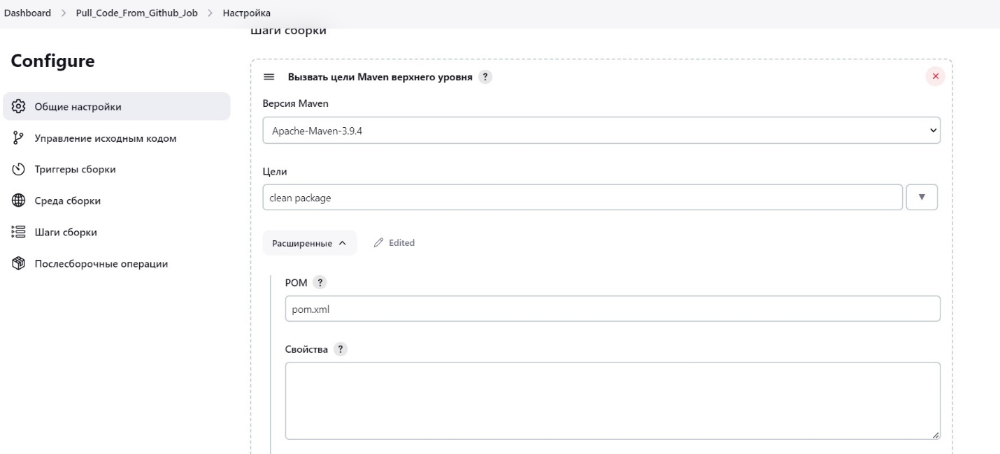 Dashboard > Pull_Code_From_Github_Job > Настройка
Шаги сборки
Configure
Общие настройки
Управление исходным кодом
Триггеры сборки
Среда сборки
Шаги сборки
Послесборочные операции
Вызвать цели Maven верхнего уровня ?
Версия Maven
Apache-Maven-3.9.4
Цели
clean package
Расширенные Edited
POM ?
pom.xml
Свойства ?